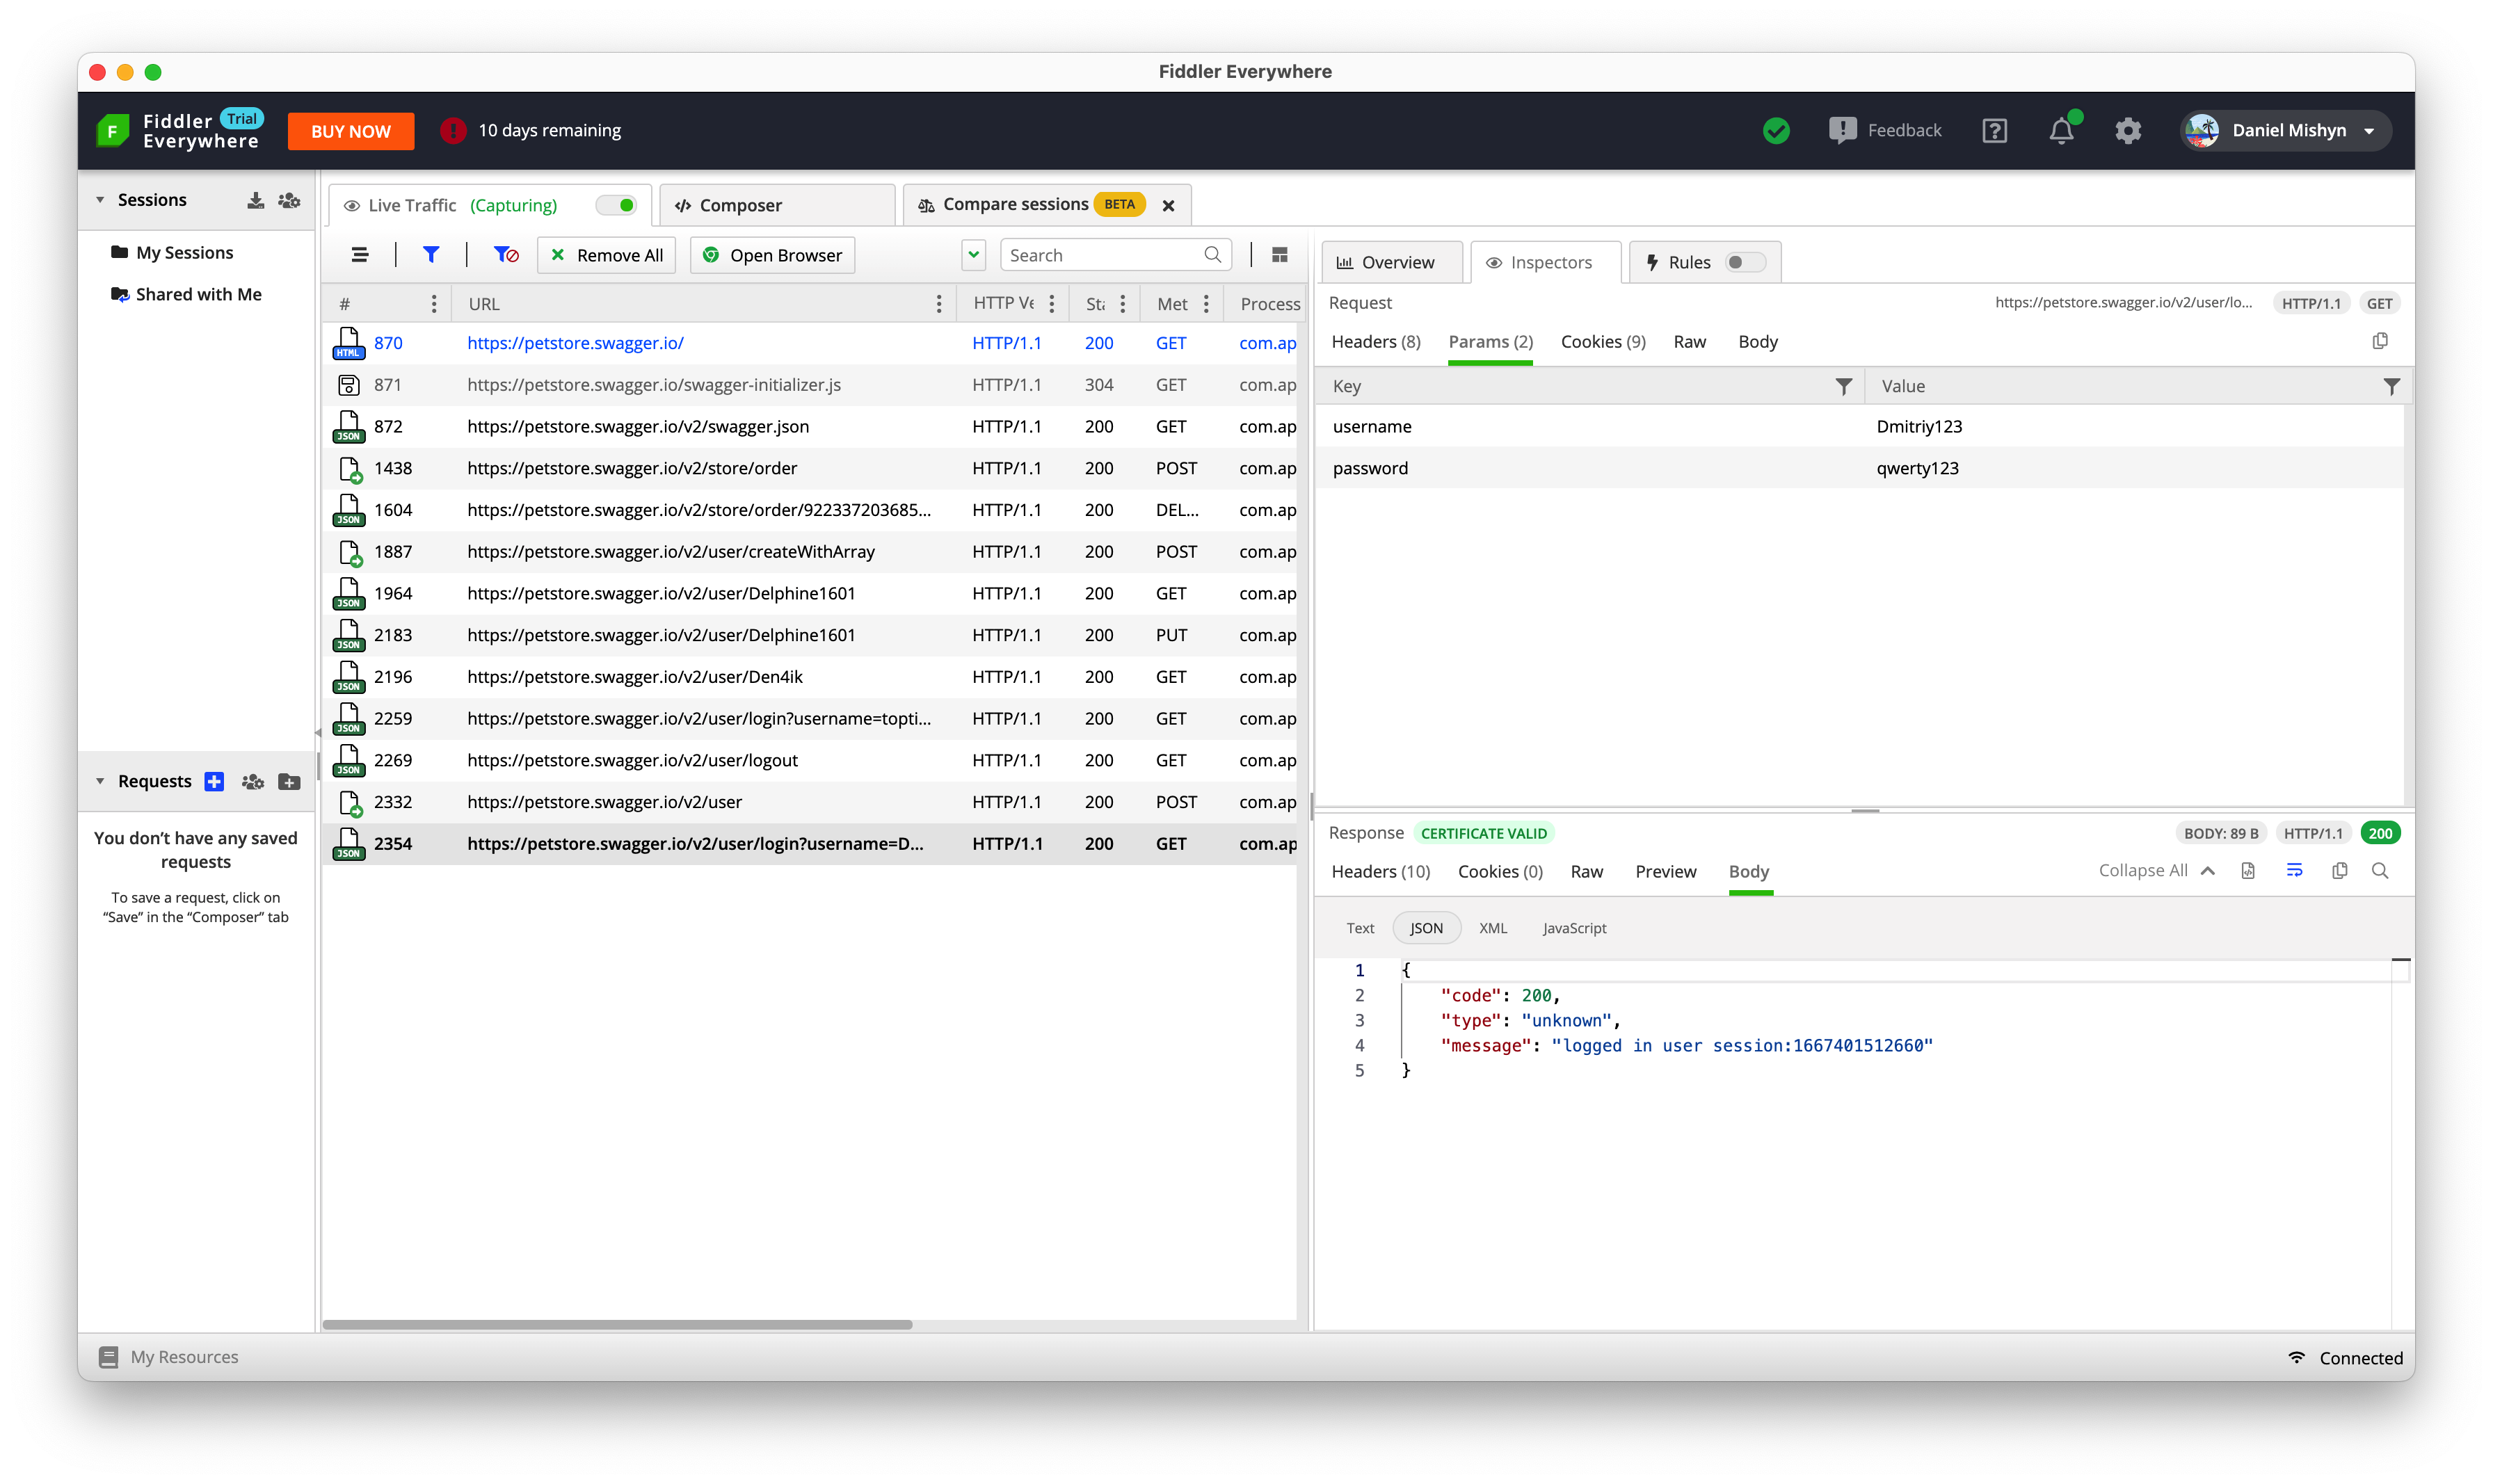 Fiddler Everywhere
Fiddler Everywhere Trial
BUY NOW
10 days remaining
Feedback
Daniel Mishyn
Sessions
My Sessions
Shared with Me
Requests
You don’t have any saved
requests
To save a request, click on
“Save” in the “Composer” tab
Live Traffic (Capturing)
Composer
Compare sessions BETA
Remove All
Open Browser
Search
# URL HTTP Ve Sta Met Process
HTML 870 https://petstore.swagger.io/ HTTP/1.1 200 GET com.ap
871 https://petstore.swagger.io/swagger-initializer.js HTTP/1.1 304 GET com.ap
JSON 872 https://petstore.swagger.io/v2/swagger.json HTTP/1.1 200 GET com.ap
1438 https://petstore.swagger.io/v2/store/order HTTP/1.1 200 POST com.ap
JSON 1604 https://petstore.swagger.io/v2/store/order/922337203685... HTTP/1.1 200 DEL... com.ap
1887 https://petstore.swagger.io/v2/user/createWithArray HTTP/1.1 200 POST com.ap
JSON 1964 https://petstore.swagger.io/v2/user/Delphine1601 HTTP/1.1 200 GET com.ap
JSON 2183 https://petstore.swagger.io/v2/user/Delphine1601 HTTP/1.1 200 PUT com.ap
JSON 2196 https://petstore.swagger.io/v2/user/Den4ik HTTP/1.1 200 GET com.ap
JSON 2259 https://petstore.swagger.io/v2/user/login?username=topti... HTTP/1.1 200 GET com.ap
JSON 2269 https://petstore.swagger.io/v2/user/logout HTTP/1.1 200 GET com.ap
2332 https://petstore.swagger.io/v2/user HTTP/1.1 200 POST com.ap
JSON 2354 https://petstore.swagger.io/v2/user/login?username=D... HTTP/1.1 200 GET com.ap
Overview
Inspectors
Rules
Request https://petstore.swagger.io/v2/user/lo... HTTP/1.1 GET
Headers (8) Params (2) Cookies (9) Raw Body
Key Value
username Dmitriy123
password qwerty123
Response CERTIFICATE VALID BODY: 89 B HTTP/1.1 200
Headers (10) Cookies (0) Raw Preview Body Collapse All
Text JSON XML JavaScript
1 {
2 "code": 200,
3 "type": "unknown",
4 "message": "logged in user session:1667401512660"
5 }
My Resources
Connected